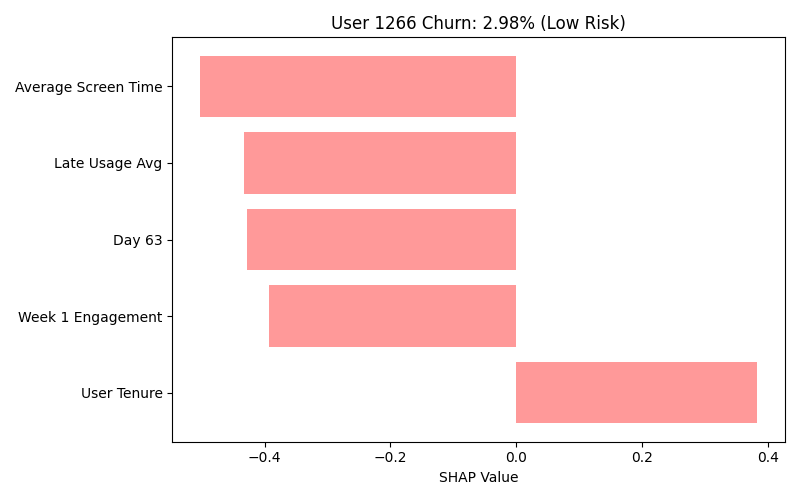 User 1266 Churn: 2.98% (Low Risk)
Average Screen Time
Late Usage Avg
Day 63
Week 1 Engagement
User Tenure
−0.4 −0.2 0.0 0.2 0.4
SHAP Value